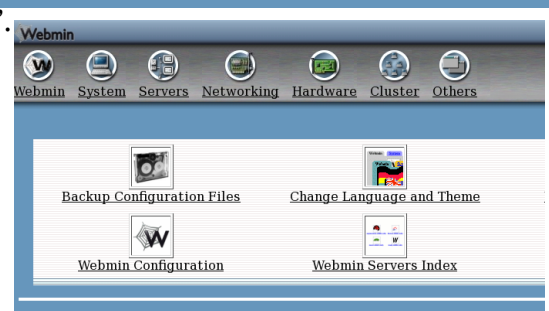 Webmin
Webmin System Servers Networking Hardware Cluster Others
Backup Configuration Files Change Language and Theme
Webmin Configuration Webmin Servers Index